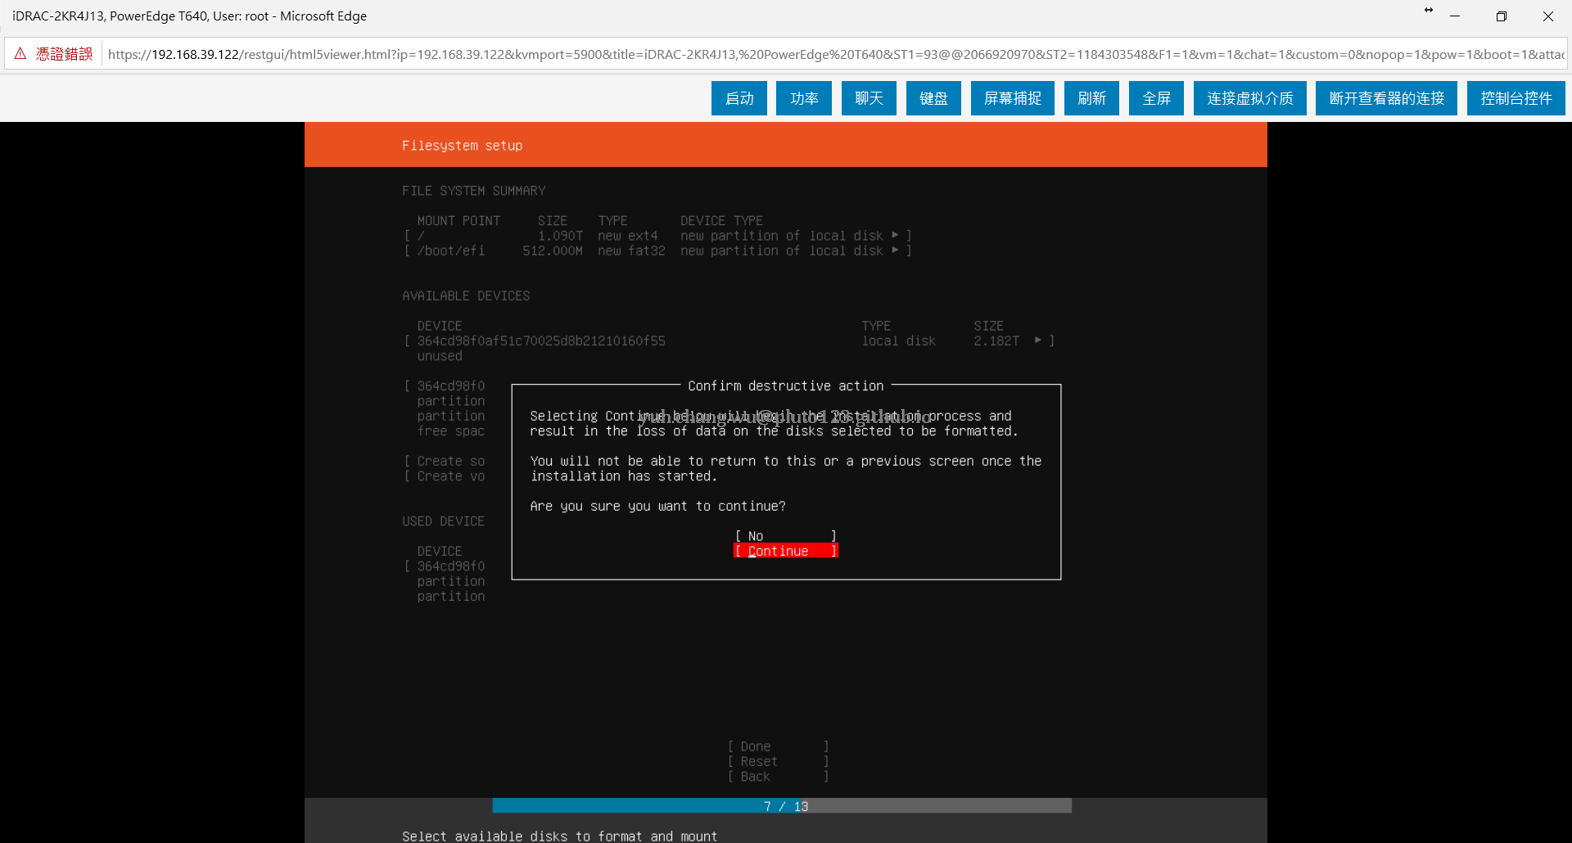 iDRAC-2KR4J13, PowerEdge T640, User: root - Microsoft Edge
憑證錯誤 https://192.168.39.122/restgui/html5viewer.html?ip=192.168.39.122&kvmport=5900&title=iDRAC-2KR4J13,%20PowerEdge%20T640&ST1=93@@2066920970&ST2=1184303548&F1=1&vm=1&chat=1&custom=0&nopop=1&pow=1&boot=1&attac
启动 功率 聊天 键盘 屏幕捕捉 刷新 全屏 连接虚拟介质 断开查看器的连接 控制台控件
Filesystem setup
FILE SYSTEM SUMMARY
MOUNT POINT SIZE TYPE DEVICE TYPE
[ / 1.090T new ext4 new partition of local disk ▸ ]
[ /boot/efi 512.000M new fat32 new partition of local disk ▸ ]
AVAILABLE DEVICES
DEVICE TYPE SIZE
[ 364cd98f0af51c70025d8b21210160f55 local disk 2.182T ▸ ]
unused
[ 364cd98f0
partition
partition
free spac
[ Create so
[ Create vo
USED DEVICE
DEVICE
[ 364cd98f0
partition
partition
Confirm destructive action
Selecting Continue below will begin the installation process and
result in the loss of data on the disks selected to be formatted.
You will not be able to return to this or a previous screen once the
installation has started.
Are you sure you want to continue?
[ No ]
[ Continue ]
yuh.chang.wu@pluto123.github.io
[ Done ]
[ Reset ]
[ Back ]
7 / 13
Select available disks to format and mount